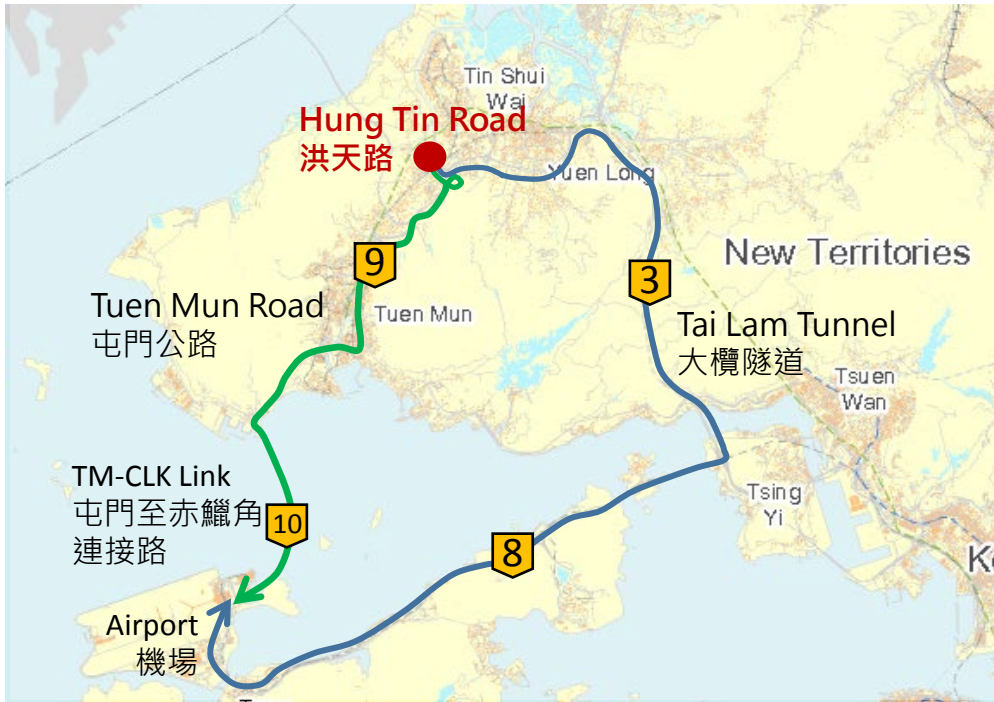 Tin Shui
Wai
Hung Tin Road
洪天路
Yuen Long
New Territories
9
3
Tuen Mun Road
屯門公路
Tuen Mun
Tai Lam Tunnel
大欖隧道
Tsuen
Wan
TM-CLK Link
屯門至赤鱲角
連接路
10
Tsing
Yi
8
Airport
機場